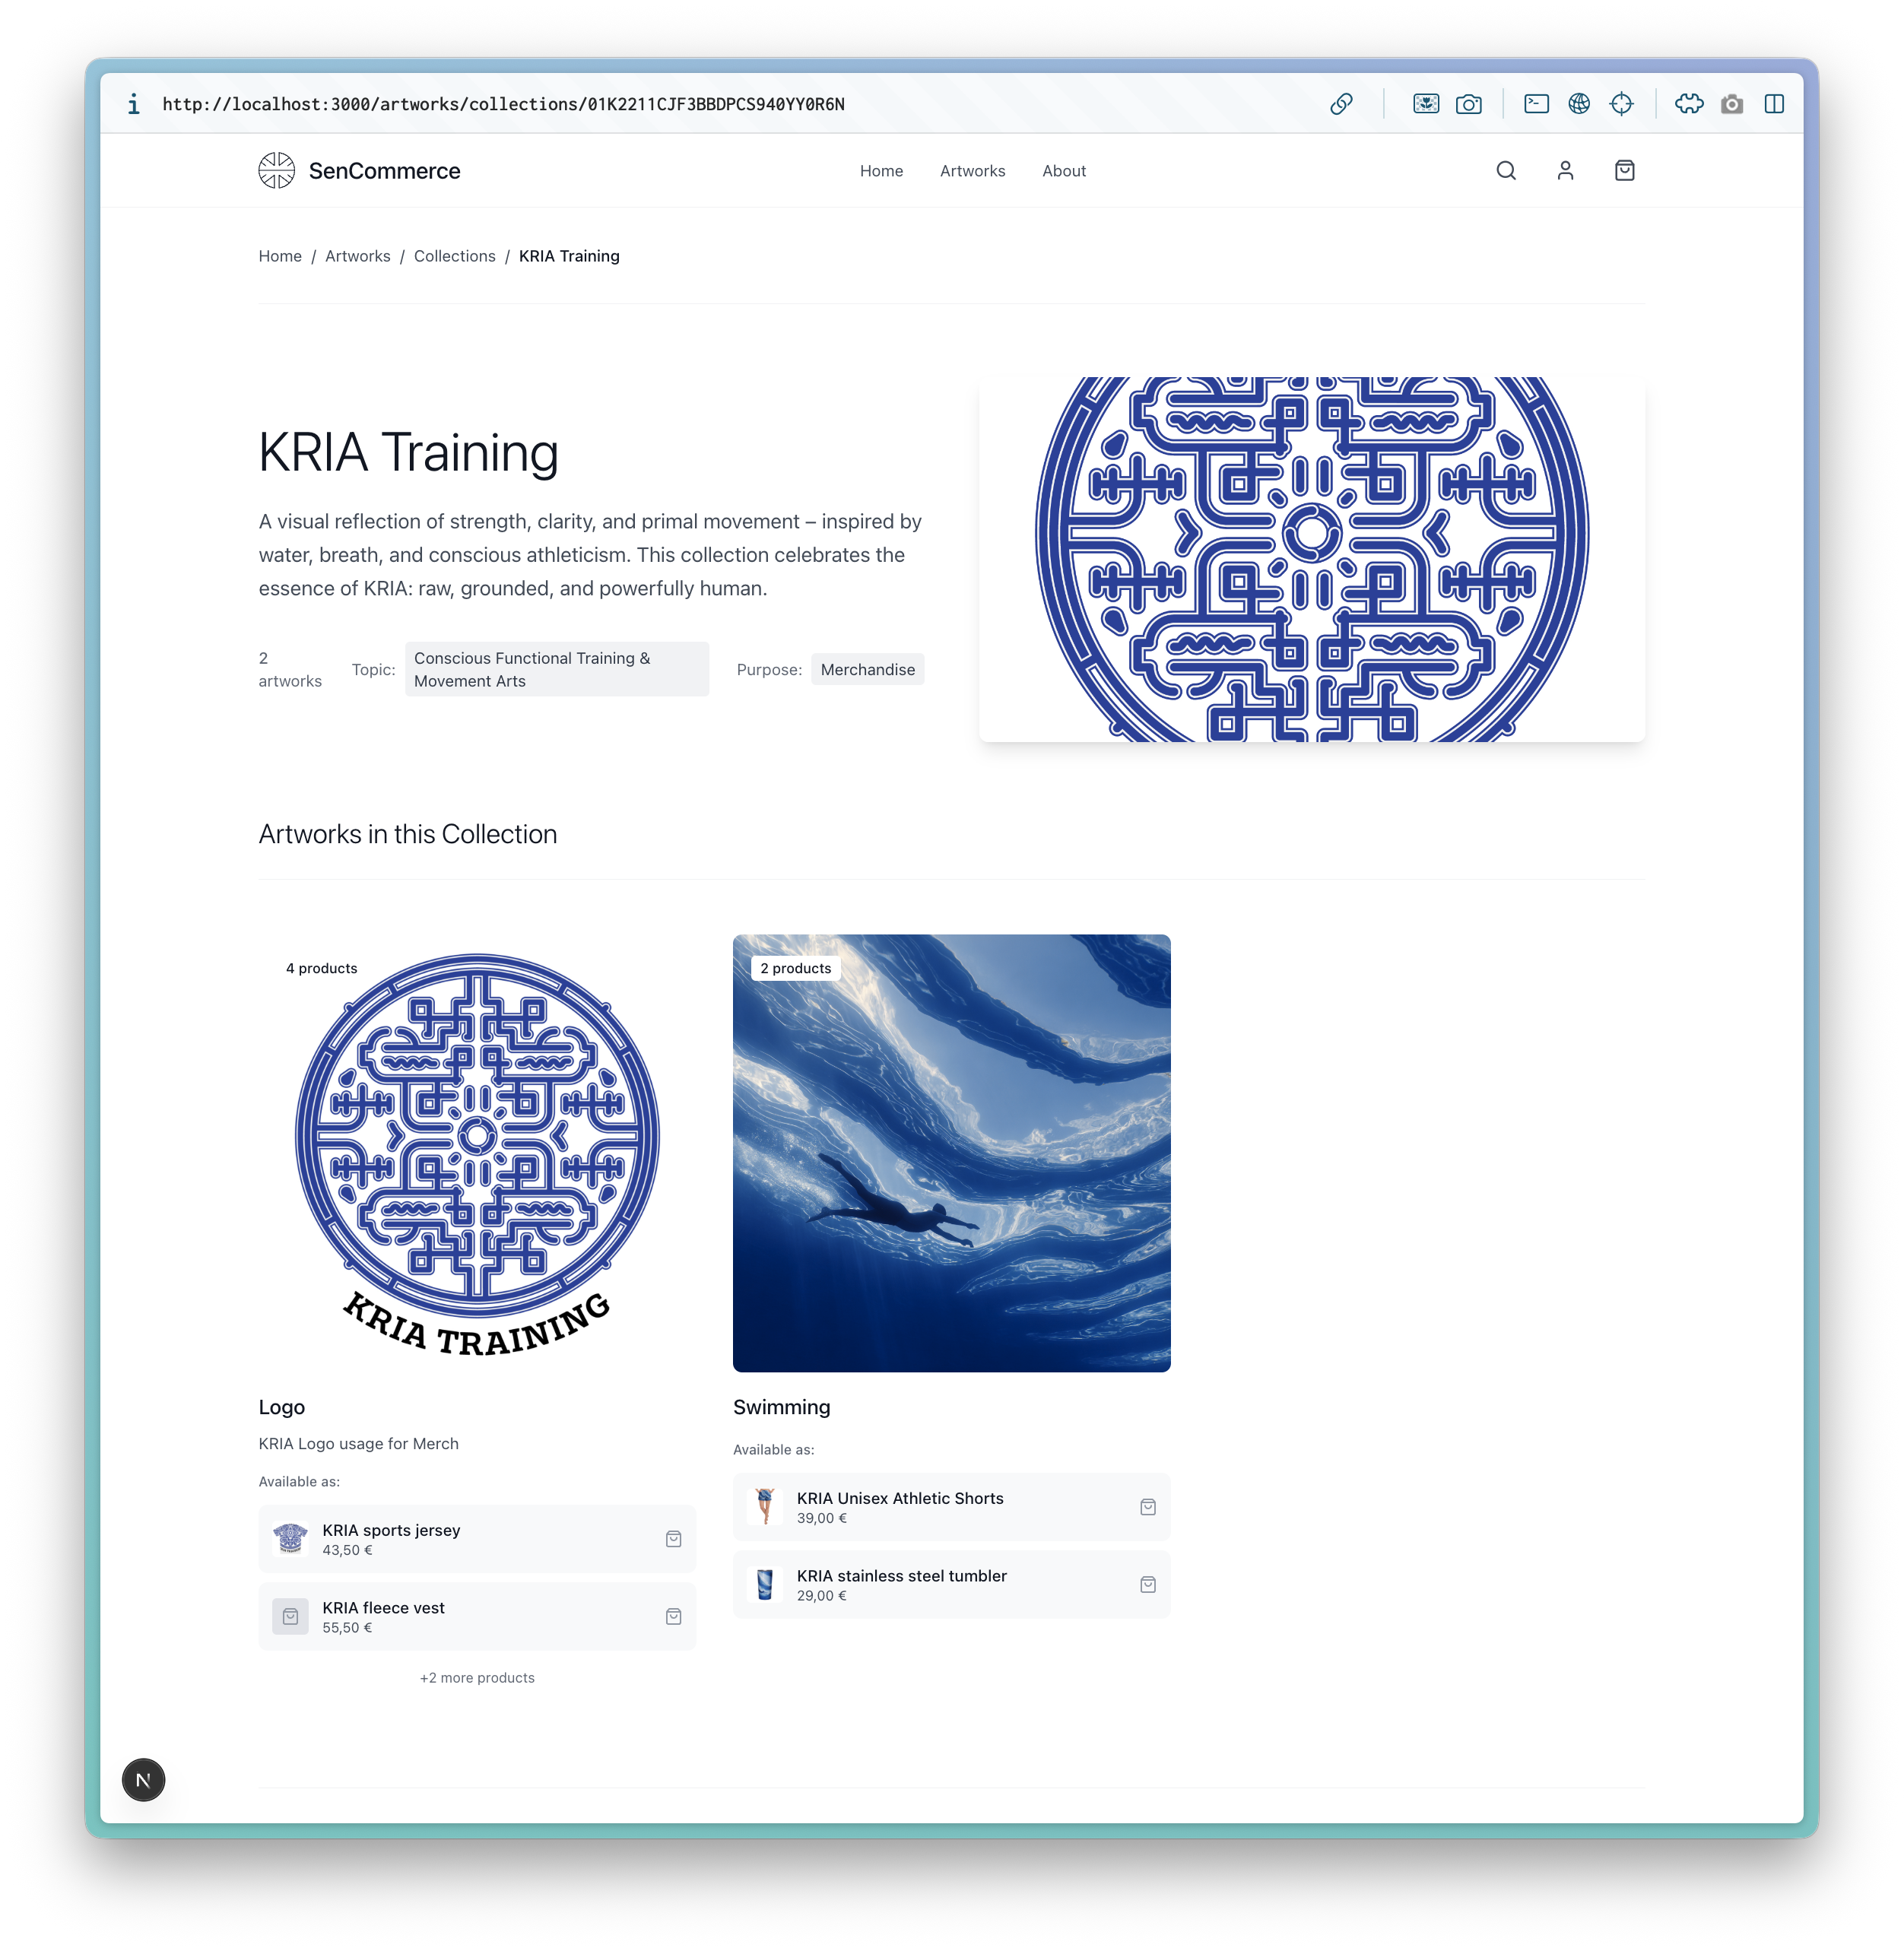 http://localhost:3000/artworks/collections/01K2211CJF3BBDPCS940YY0R6N
SenCommerce
Home
Artworks
About
Home / Artworks / Collections / KRIA Training
KRIA Training
A visual reflection of strength, clarity, and primal movement – inspired by
water, breath, and conscious athleticism. This collection celebrates the
essence of KRIA: raw, grounded, and powerfully human.
2
artworks
Topic:
Conscious Functional Training &
Movement Arts
Purpose:
Merchandise
Artworks in this Collection
4 products
KRIA TRAINING
Logo
KRIA Logo usage for Merch
Available as:
KRIA sports jersey
43,50 €
KRIA fleece vest
55,50 €
+2 more products
2 products
Swimming
Available as:
KRIA Unisex Athletic Shorts
39,00 €
KRIA stainless steel tumbler
29,00 €
N